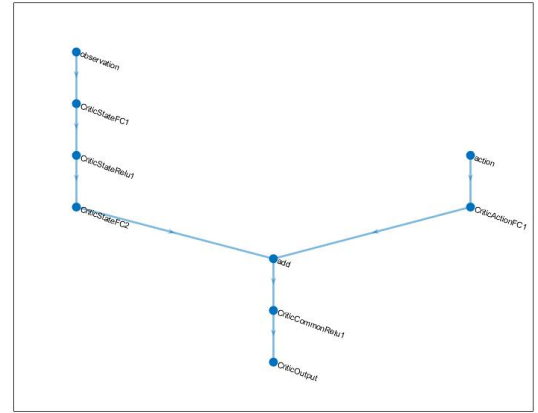 observation
CriticStateFC1
CriticStateRelu1
CriticStateFC2
action
CriticActionFC1
add
CriticCommonRelu1
CriticOutput